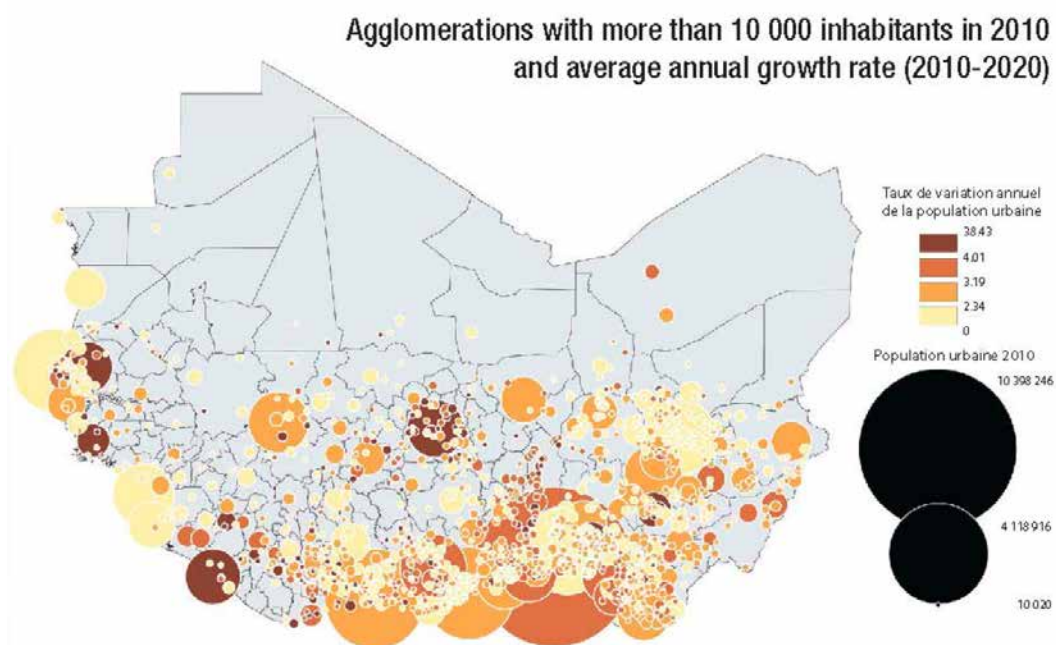 Agglomerations with more than 10 000 inhabitants in 2010
and average annual growth rate (2010-2020)
Taux de variation annuel
de la population urbaine
38.43
4.01
3.19
2.34
0
Population urbaine 2010
10 398 246
4 118 916
10 020